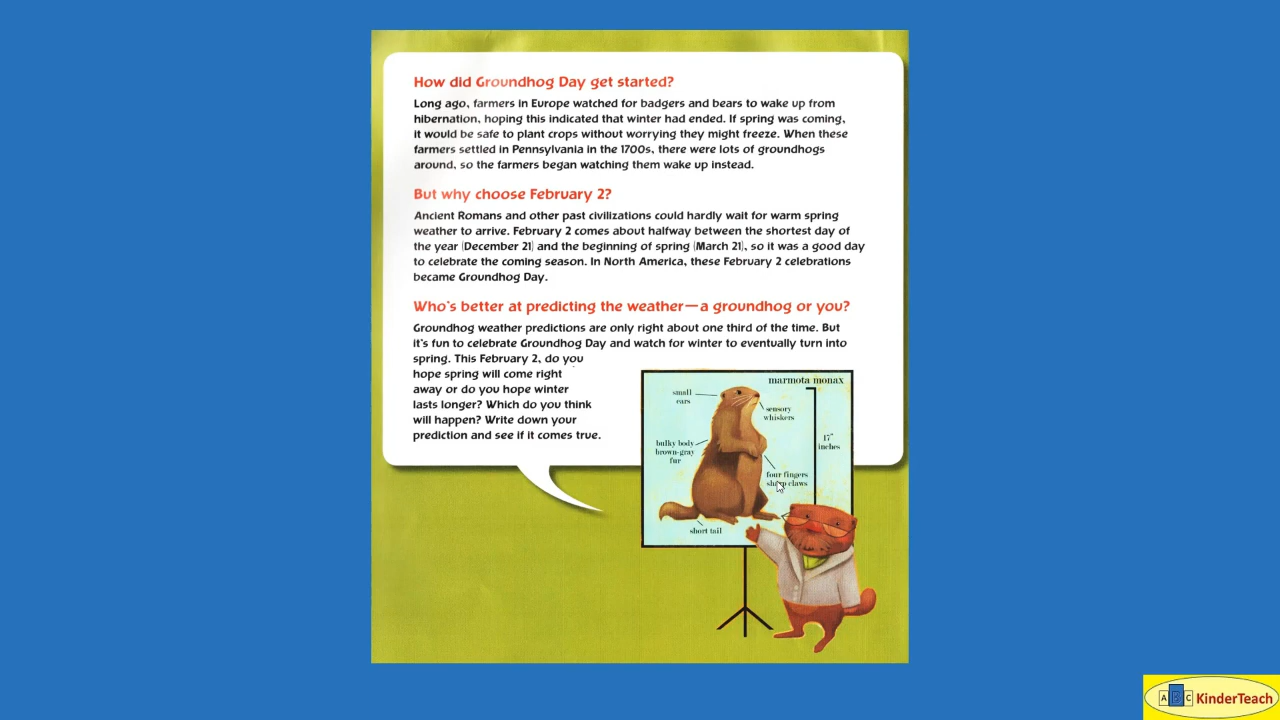 How did Groundhog Day get started?
Long ago, farmers in Europe watched for badgers and bears to wake up from
hibernation, hoping this indicated that winter had ended. If spring was coming,
it would be safe to plant crops without worrying they might freeze. When these
farmers settled in Pennsylvania in the 1700s, there were lots of groundhogs
around, so the farmers began watching them wake up instead.
But why choose February 2?
Ancient Romans and other past civilizations could hardly wait for warm spring
weather to arrive. February 2 comes about halfway between the shortest day of
the year (December 21) and the beginning of spring (March 21), so it was a good day
to celebrate the coming season. In North America, these February 2 celebrations
became Groundhog Day.
Who's better at predicting the weather—a groundhog or you?
Groundhog weather predictions are only right about one third of the time. But
it's fun to celebrate Groundhog Day and watch for winter to eventually turn into
spring. This February 2, do you
hope spring will come right
away or do you hope winter
lasts longer? Which do you think
will happen? Write down your
prediction and see if it comes true.
marmota monax
small
ears
sensory
whiskers
bulky body
brown-gray
fur
17"
inches
four fingers
sharp claws
short tail
A B C KinderTeach